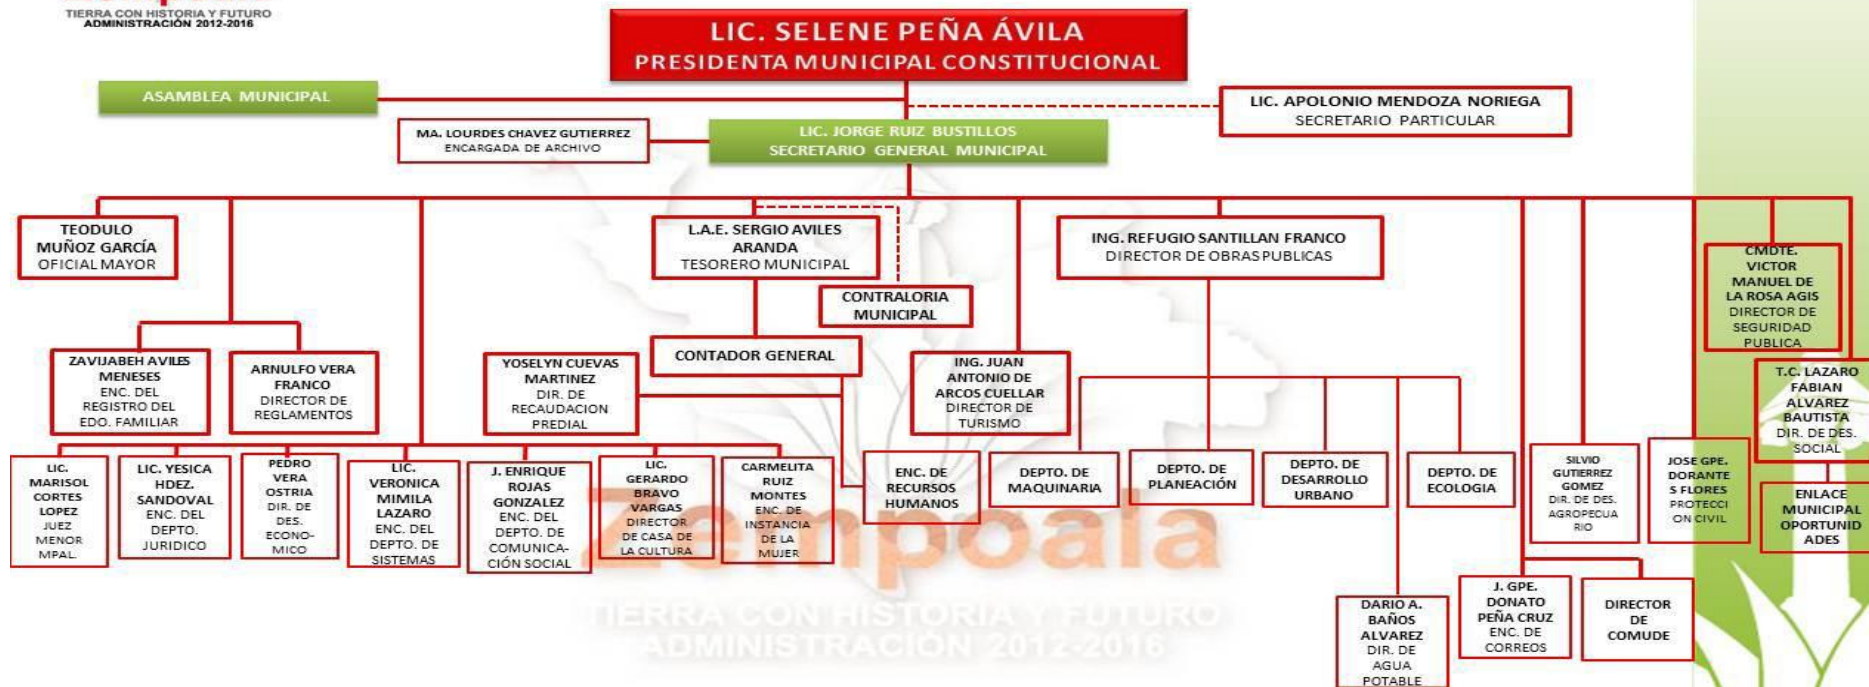 TIERRA CON HISTORIA Y FUTURO
ADMINISTRACIÓN 2012-2016
LIC. SELENE PEÑA ÁVILA
PRESIDENTA MUNICIPAL CONSTITUCIONAL
ASAMBLEA MUNICIPAL
LIC. APOLONIO MENDOZA NORIEGA
SECRETARIO PARTICULAR
MA. LOURDES CHAVEZ GUTIERREZ
ENCARGADA DE ARCHIVO
LIC. JORGE RUIZ BUSTILLOS
SECRETARIO GENERAL MUNICIPAL
TEODULO
MUÑOZ GARCÍA
OFICIAL MAYOR
L.A.E. SERGIO AVILES
ARANDA
TESORERO MUNICIPAL
ING. REFUGIO SANTILLAN FRANCO
DIRECTOR DE OBRAS PUBLICAS
CMDTE.
VICTOR
MANUEL DE
LA ROSA AGIS
DIRECTOR DE
SEGURIDAD
PUBLICA
CONTRALORIA
MUNICIPAL
ZAVIJABEH AVILES
MENESES
ENC. DEL
REGISTRO DEL
EDO. FAMILIAR
ARNULFO VERA
FRANCO
DIRECTOR DE
REGLAMENTOS
YOSELYN CUEVAS
MARTINEZ
DIR. DE
RECAUDACION
PREDIAL
CONTADOR GENERAL
ING. JUAN
ANTONIO DE
ARCOS CUELLAR
DIRECTOR DE
TURISMO
T.C. LAZARO
FABIAN
ALVAREZ
BAUTISTA
DIR. DE DES.
SOCIAL
LIC.
MARISOL
CORTES
LOPEZ
JUEZ
MENOR
MPAL.
LIC. YESICA
HDEZ.
SANDOVAL
ENC. DEL
DEPTO.
JURIDICO
PEDRO
VERA
OSTRIA
DIR. DE
DES.
ECONO-
MICO
LIC.
VERONICA
MIMILA
LAZARO
ENC. DEL
DEPTO. DE
SISTEMAS
J. ENRIQUE
ROJAS
GONZALEZ
ENC. DEL
DEPTO. DE
COMUNICA-
CIÓN SOCIAL
LIC.
GERARDO
BRAVO
VARGAS
DIRECTOR
DE CASA DE
LA CULTURA
CARMELITA
RUIZ
MONTES
ENC. DE
INSTANCIA
DE LA
MUJER
ENC. DE
RECURSOS
HUMANOS
DEPTO. DE
MAQUINARIA
DEPTO. DE
PLANEACIÓN
DEPTO. DE
DESARROLLO
URBANO
DEPTO. DE
ECOLOGIA
SILVIO
GUTIERREZ
GOMEZ
DIR. DE DES.
AGROPECUA
RIO
JOSE GPE.
DORANTE
S FLORES
PROTECCI
ON CIVIL
ENLACE
MUNICIPAL
OPORTUNID
ADES
DARIO A.
BAÑOS
ALVAREZ
DIR. DE
AGUA
POTABLE
J. GPE.
DONATO
PEÑA CRUZ
ENC. DE
CORREOS
DIRECTOR
DE
COMUDE
Zempoala
TIERRA CON HISTORIA Y FUTURO
ADMINISTRACIÓN 2012-2016